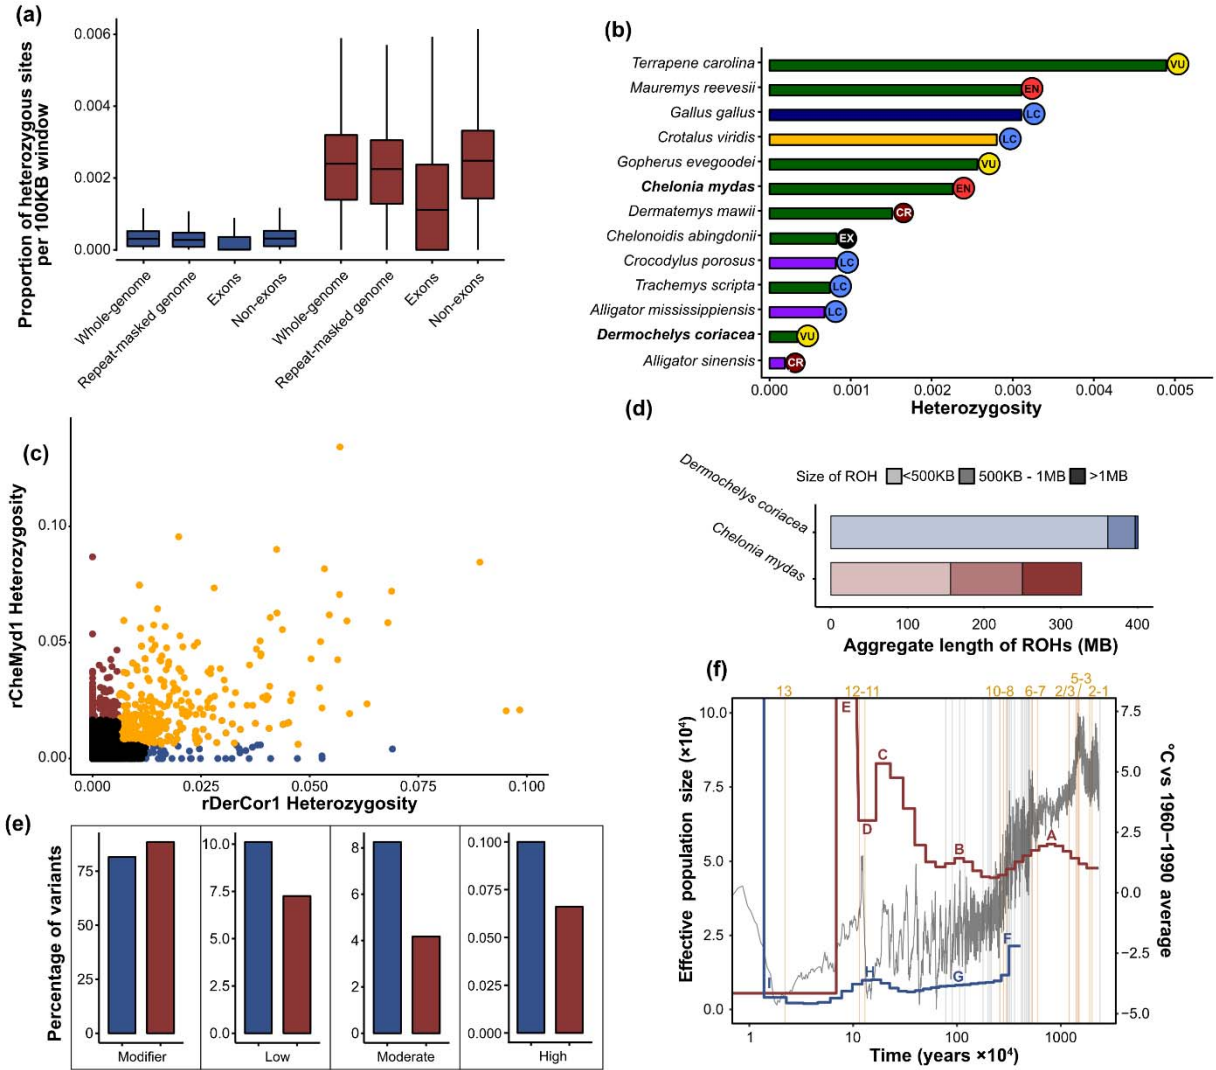 (a)
Proportion of heterozygous sites
per 100KB window
0.006
0.004
0.002
0.000
Whole-genome
Repeat-masked genome
Exons
Non-exons
Whole-genome
Repeat-masked genome
Exons
Non-exons
(b)
Terrapene carolina
VU
Mauremys reevesii
EN
Gallus gallus
LC
Crotalus viridis
LC
Gopherus evegoodei
VU
Chelonia mydas
EN
Dermatemys mawii
CR
Chelonoidis abingdonii
EX
Crocodylus porosus
LC
Trachemys scripta
LC
Alligator mississippiensis
LC
Dermochelys coriacea
VU
Alligator sinensis
CR
0.000 0.001 0.002 0.003 0.004 0.005
Heterozygosity
(c)
rCheMyd1 Heterozygosity
0.10
0.05
0.00
0.000 0.025 0.050 0.075 0.100
rDerCor1 Heterozygosity
(d)
Size of ROH <500KB 500KB - 1MB >1MB
Dermochelys coriacea
Chelonia mydas
0 100 200 300 400
Aggregate length of ROHs (MB)
(e)
Percentage of variants
75
50
25
0
Modifier
10.0
7.5
5.0
2.5
0.0
Low
8
6
4
2
0
Moderate
0.100
0.075
0.050
0.025
0.000
High
(f)
13 12-11 10-8 6-7 2/3 5-3 2-1
Effective population size (×10⁴)
10.0
7.5
5.0
2.5
0.0
E
C
D
B
A
F
G
H
I
7.5
5.0
2.5
0.0
−2.5
−5.0
°C vs 1960−1990 average
1 10 100 1000
Time (years ×10⁴)